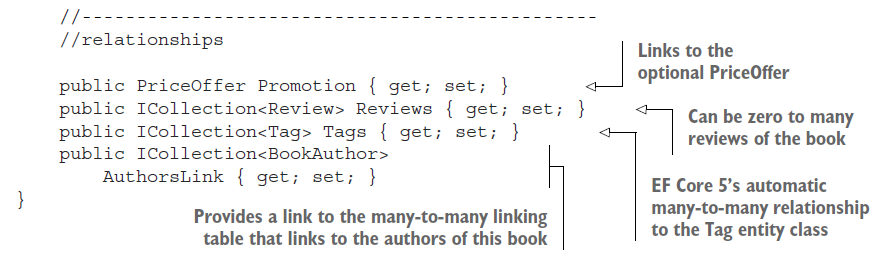 //-----------------------------------------------
//relationships
public PriceOffer Promotion { get; set; }
public ICollection<Review> Reviews { get; set; }
public ICollection<Tag> Tags { get; set; }
public ICollection<BookAuthor>
AuthorsLink { get; set; }
}
Links to the
optional PriceOffer
Can be zero to many
reviews of the book
EF Core 5’s automatic
many-to-many relationship
to the Tag entity class
Provides a link to the many-to-many linking
table that links to the authors of this book